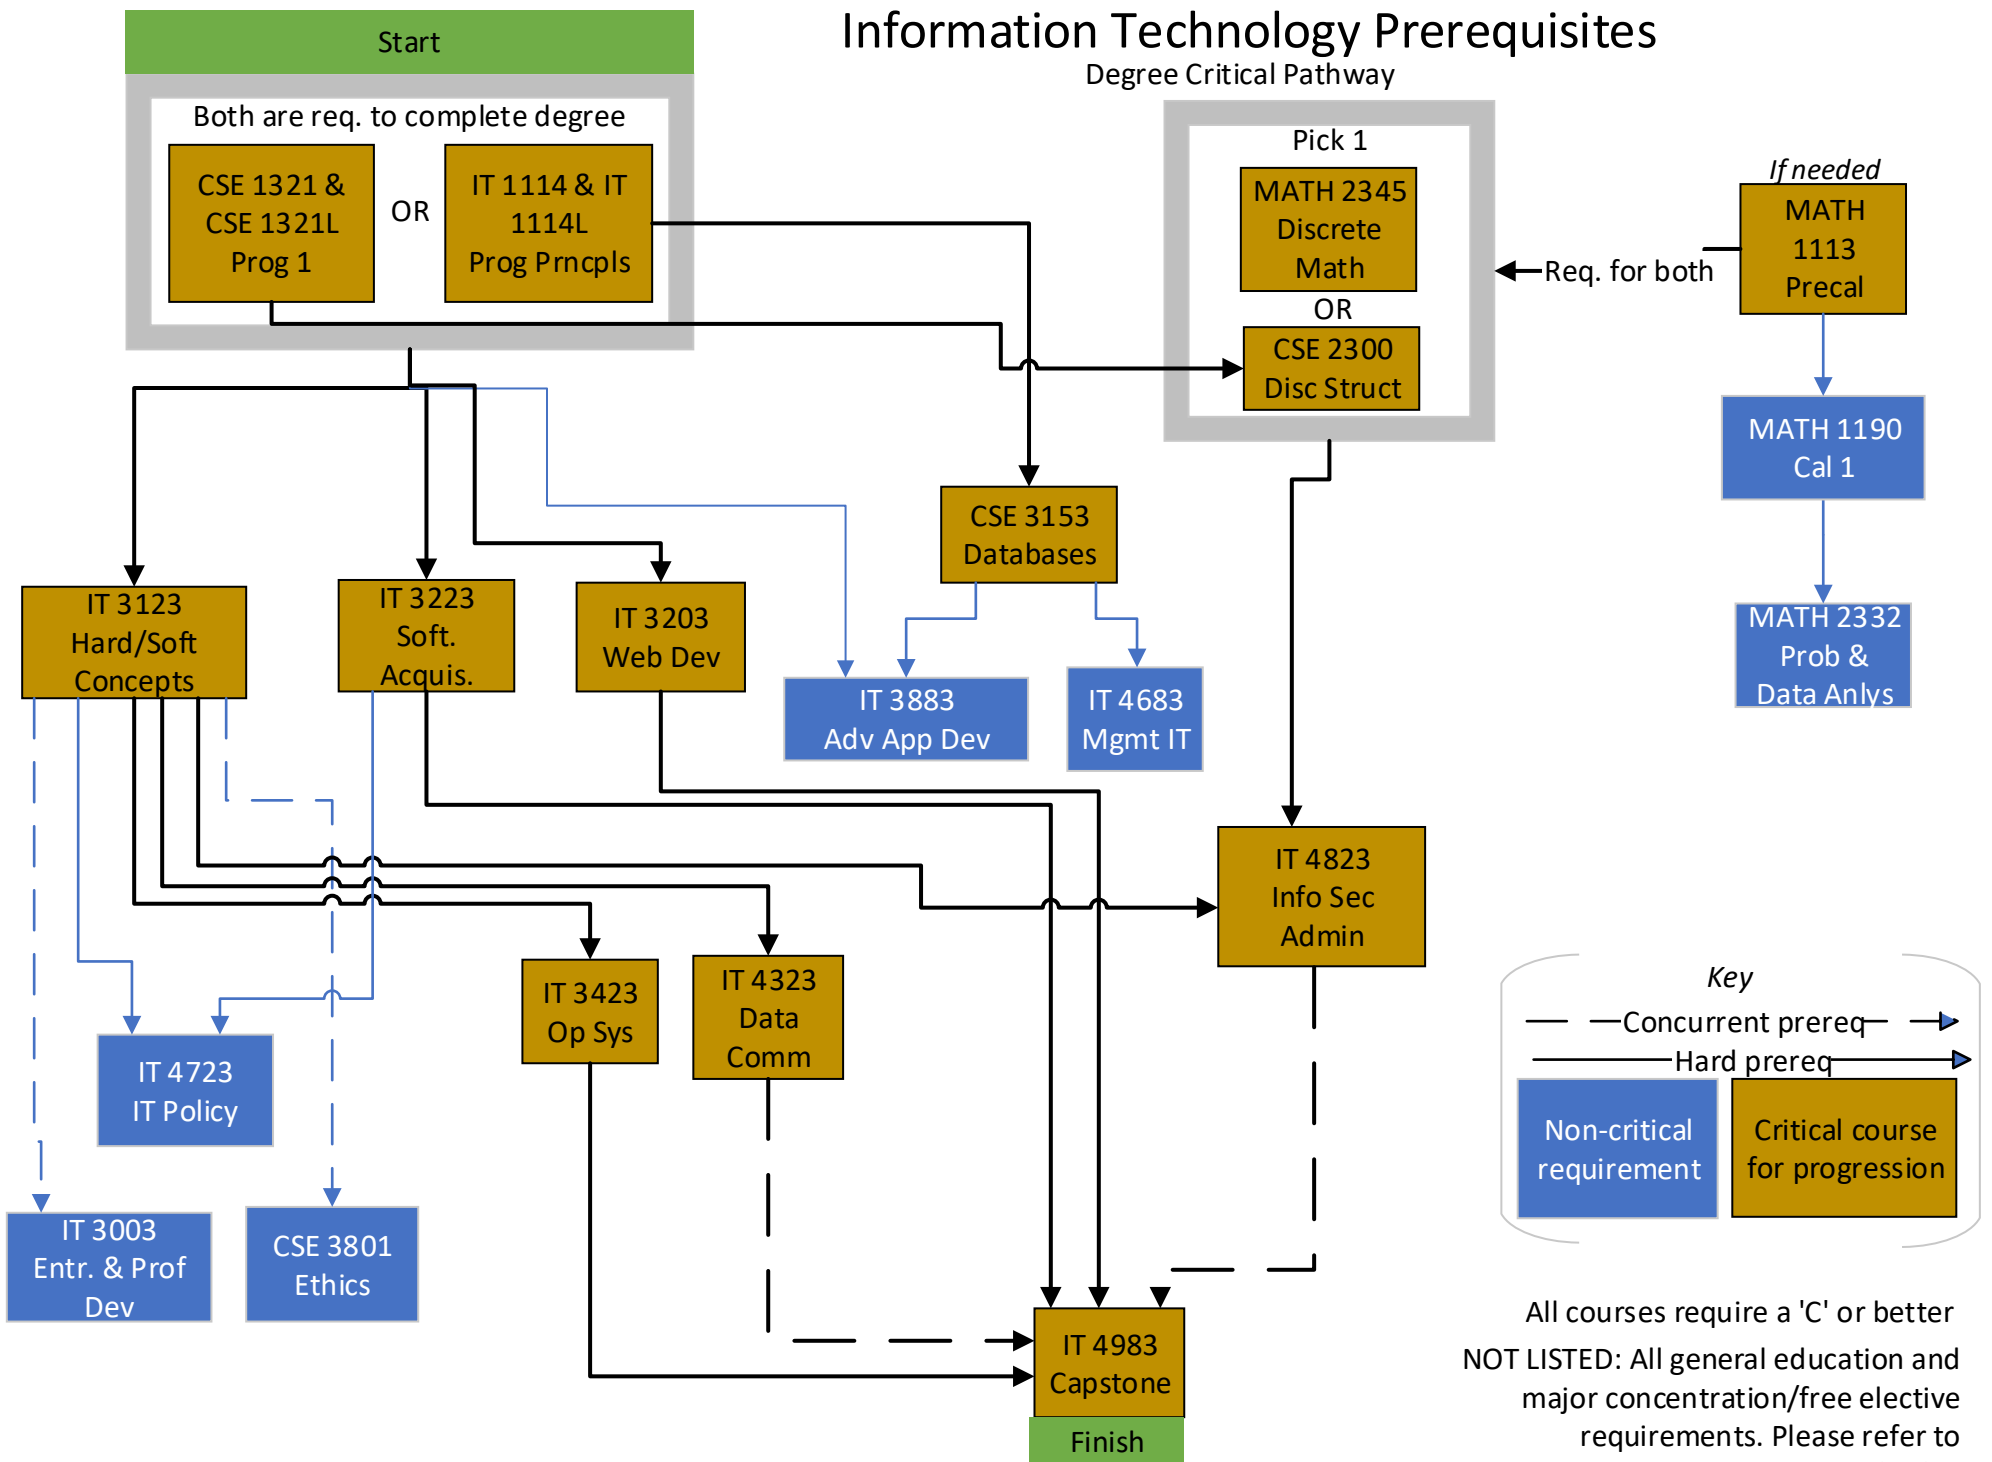 Start
Information Technology Prerequisites
Degree Critical Pathway
Both are req. to complete degree
CSE 1321 &
CSE 1321L
Prog 1
OR
IT 1114 & IT
1114L
Prog Prncpls
Pick 1
MATH 2345
Discrete
Math
OR
CSE 2300
Disc Struct
Req. for both
If needed
MATH
1113
Precal
MATH 1190
Cal 1
MATH 2332
Prob &
Data Anlys
CSE 3153
Databases
IT 3123
Hard/Soft
Concepts
IT 3223
Soft.
Acquis.
IT 3203
Web Dev
IT 3883
Adv App Dev
IT 4683
Mgmt IT
IT 4823
Info Sec
Admin
IT 3423
Op Sys
IT 4323
Data
Comm
IT 4723
IT Policy
IT 3003
Entr. & Prof
Dev
CSE 3801
Ethics
IT 4983
Capstone
Finish
Key
Concurrent prereq
Hard prereq
Non-critical
requirement
Critical course
for progression
All courses require a 'C' or better
NOT LISTED: All general education and
major concentration/free elective
requirements. Please refer to